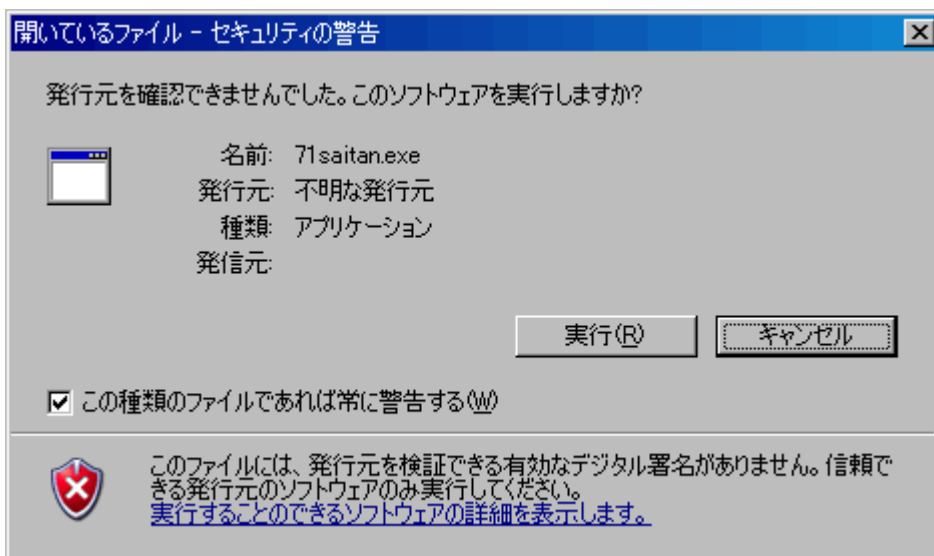 開いているファイル - セキュリティの警告
発行元を確認できませんでした。このソフトウェアを実行しますか?
名前: 71saitan.exe
発行元: 不明な発行元
種類: アプリケーション
発信元:
実行(R) キャンセル
この種類のファイルであれば常に警告する(W)
このファイルには、発行元を検証できる有効なデジタル署名がありません。信頼で
きる発行元のソフトウェアのみ実行してください。
実行することのできるソフトウェアの詳細を表示します。